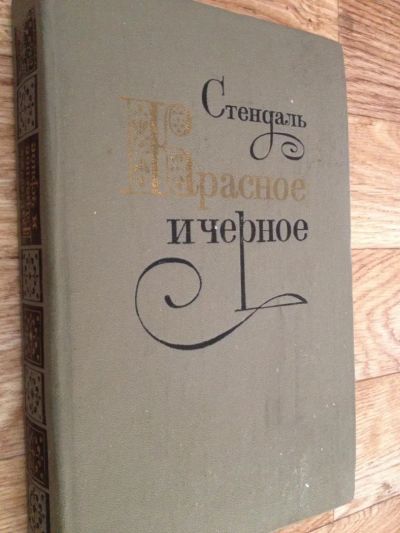 Стендаль
Красное
и черное